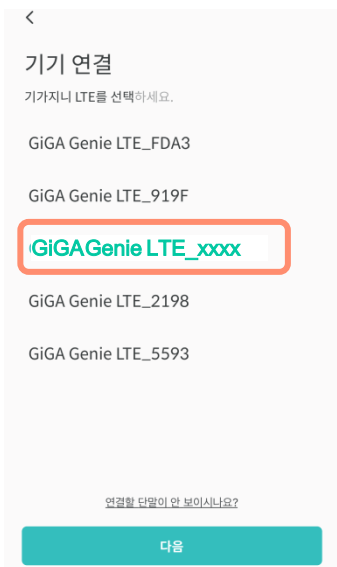 기기 연결
기가지니 LTE를 선택하세요.
GiGA Genie LTE_FDA3
GiGA Genie LTE_919F
GiGA Genie LTE_xxxx
GiGA Genie LTE_2198
GiGA Genie LTE_5593
연결할 단말이 안 보이시나요?
다음